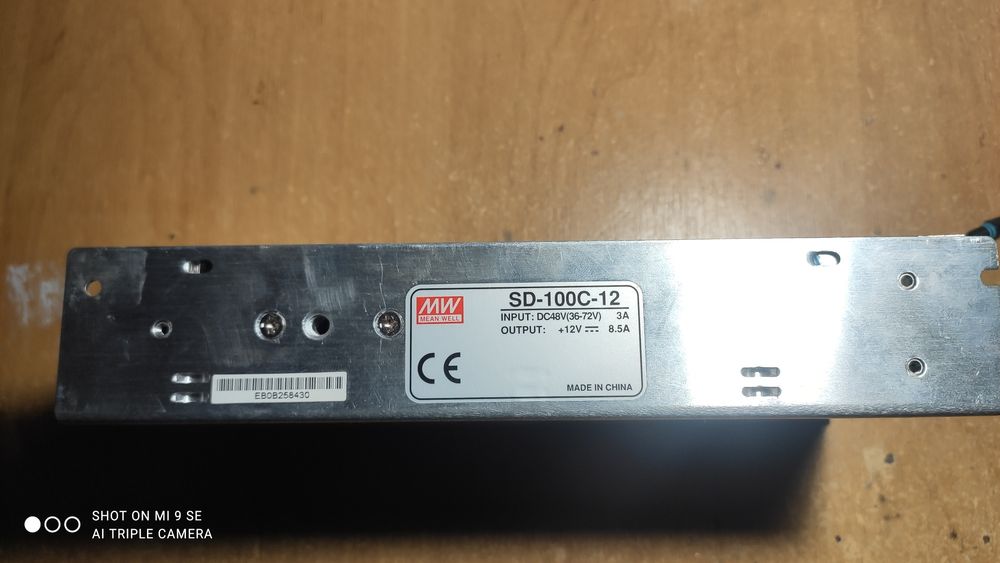 MW
MEAN WELL
SD-100C-12
INPUT: DC48V(36-72V) 3A
OUTPUT: +12V⎓ 8.5A
CE
MADE IN CHINA
EB0B258430
SHOT ON MI 9 SE
AI TRIPLE CAMERA